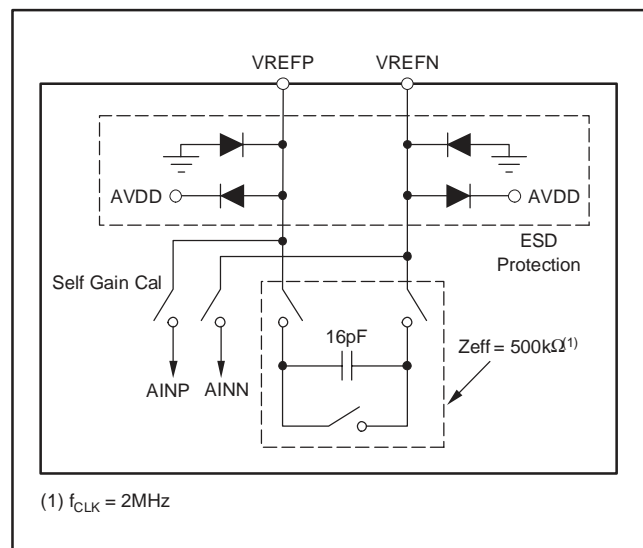 VREFP VREFN
AVDD
AVDD
ESD
Protection
Self Gain Cal
16pF
Zeff = 500kΩ(1)
AINP AINN
(1) fCLK = 2MHz